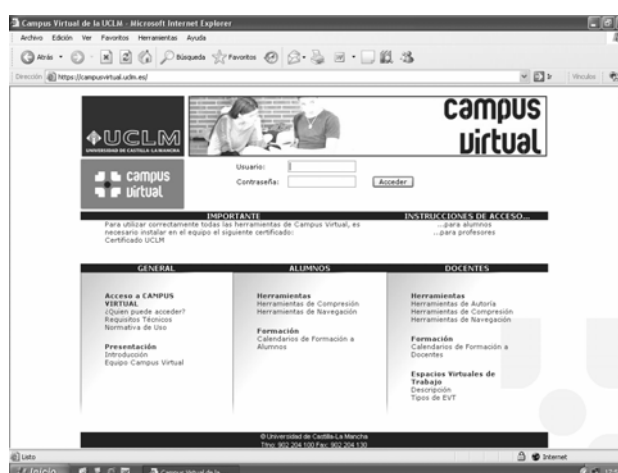 Campus Virtual de la UCLM - Microsoft Internet Explorer
Archivo Edición Ver Favoritos Herramientas Ayuda
Atrás Búsqueda Favoritos
Dirección https://campusvirtual.uclm.es/ Ir Vínculos
UCLM
UNIVERSIDAD DE CASTILLA-LA MANCHA
campus
virtual
campus
virtual
Usuario:
Contraseña: Acceder
IMPORTANTE
Para utilizar correctamente todas las herramientas de Campus Virtual, es
necesario instalar en el equipo el siguiente certificado:
Certificado UCLM
INSTRUCCIONES DE ACCESO...
...para alumnos
...para profesores
GENERAL
Acceso a CAMPUS
VIRTUAL
¿Quien puede acceder?
Requisitos Técnicos
Normativa de Uso
Presentación
Introducción
Equipo Campus Virtual
ALUMNOS
Herramientas
Herramientas de Compresión
Herramientas de Navegación
Formación
Calendarios de Formación a
Alumnos
DOCENTES
Herramientas
Herramientas de Autoría
Herramientas de Compresión
Herramientas de Navegación
Formación
Calendarios de Formación a
Docentes
Espacios Virtuales de
Trabajo
Descripción
Tipos de EVT
© Universidad de Castilla-La Mancha
Tfno: 902 204 100 Fax: 902 204 130
Listo Internet
Inicio Campus Virtual de la